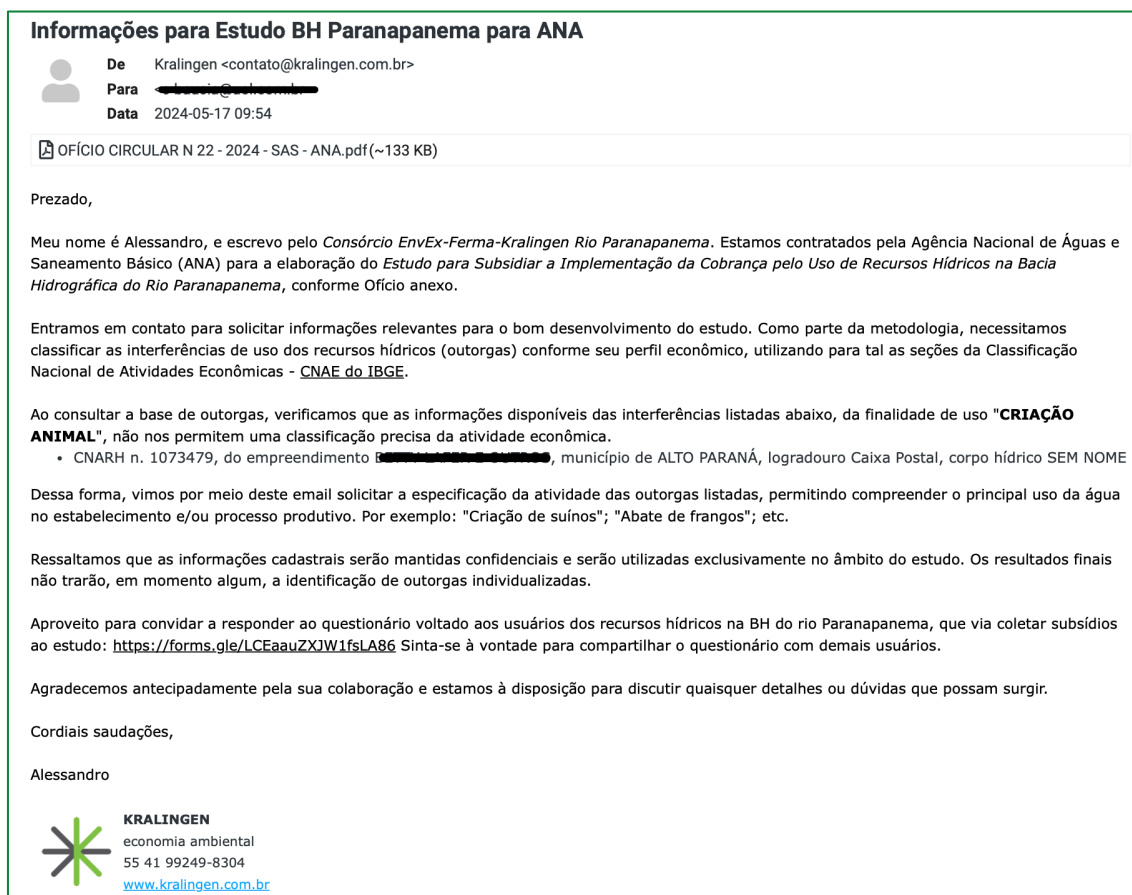 Informações para Estudo BH Paranapanema para ANA
De Kralingen <contato@kralingen.com.br>
Para
Data 2024-05-17 09:54
OFÍCIO CIRCULAR N 22 - 2024 - SAS - ANA.pdf(~133 KB)
Prezado,
Meu nome é Alessandro, e escrevo pelo Consórcio EnvEx-Ferma-Kralingen Rio Paranapanema. Estamos contratados pela Agência Nacional de Águas e
Saneamento Básico (ANA) para a elaboração do Estudo para Subsidiar a Implementação da Cobrança pelo Uso de Recursos Hídricos na Bacia
Hidrográfica do Rio Paranapanema, conforme Ofício anexo.
Entramos em contato para solicitar informações relevantes para o bom desenvolvimento do estudo. Como parte da metodologia, necessitamos
classificar as interferências de uso dos recursos hídricos (outorgas) conforme seu perfil econômico, utilizando para tal as seções da Classificação
Nacional de Atividades Econômicas - CNAE do IBGE.
Ao consultar a base de outorgas, verificamos que as informações disponíveis das interferências listadas abaixo, da finalidade de uso "CRIAÇÃO
ANIMAL", não nos permitem uma classificação precisa da atividade econômica.
• CNARH n. 1073479, do empreendimento , município de ALTO PARANÁ, logradouro Caixa Postal, corpo hídrico SEM NOME
Dessa forma, vimos por meio deste email solicitar a especificação da atividade das outorgas listadas, permitindo compreender o principal uso da água
no estabelecimento e/ou processo produtivo. Por exemplo: "Criação de suínos"; "Abate de frangos"; etc.
Ressaltamos que as informações cadastrais serão mantidas confidenciais e serão utilizadas exclusivamente no âmbito do estudo. Os resultados finais
não trarão, em momento algum, a identificação de outorgas individualizadas.
Aproveito para convidar a responder ao questionário voltado aos usuários dos recursos hídricos na BH do rio Paranapanema, que via coletar subsídios
ao estudo: https://forms.gle/LCEaauZXJW1fsLA86 Sinta-se à vontade para compartilhar o questionário com demais usuários.
Agradecemos antecipadamente pela sua colaboração e estamos à disposição para discutir quaisquer detalhes ou dúvidas que possam surgir.
Cordiais saudações,
Alessandro
KRALINGEN
economia ambiental
55 41 99249-8304
www.kralingen.com.br